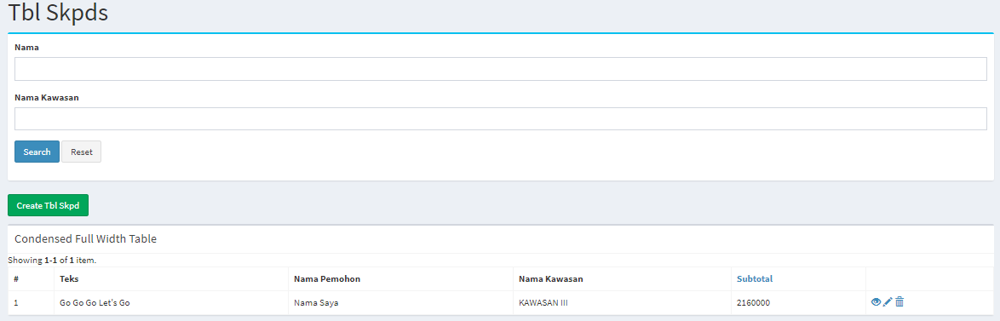 Tbl Skpds
Nama
Nama Kawasan
Search Reset
Create Tbl Skpd
Condensed Full Width Table
Showing 1-1 of 1 item.
# Teks Nama Pemohon Nama Kawasan Subtotal
1 Go Go Go Let's Go Nama Saya KAWASAN III 2160000